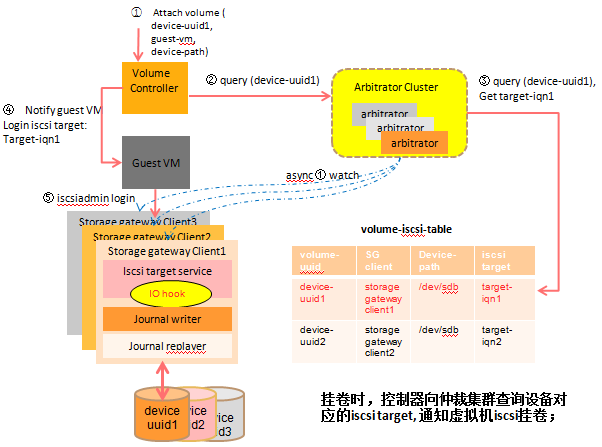 ① Attach volume (
device-uuid1,
guest-vm,
device-path)
Volume
Controller
② query (device-uuid1)
Arbitrator Cluster
arbitrator
arbitrator
arbitrator
③ query (device-uuid1),
Get target-iqn1
④ Notify guest VM
Login iscsi target:
Target-iqn1
Guest VM
async ① watch
⑤ iscsiadmin login
Storage gateway Client3
Storage gateway Client2
Storage gateway Client1
Iscsi target service
IO hook
Journal writer
Journal replayer
device
uuid1
uuid2
uuid3
volume-iscsi-table
volume-uuid SG client Device-path iscsi target
device-uuid1 storage gateway client1 /dev/sdb target-iqn1
device-uuid2 storage gateway client2 /dev/sdb target-iqn2
挂卷时，控制器向仲裁集群查询设备对
应的iscsi target, 通知虚拟机iscsi挂卷；